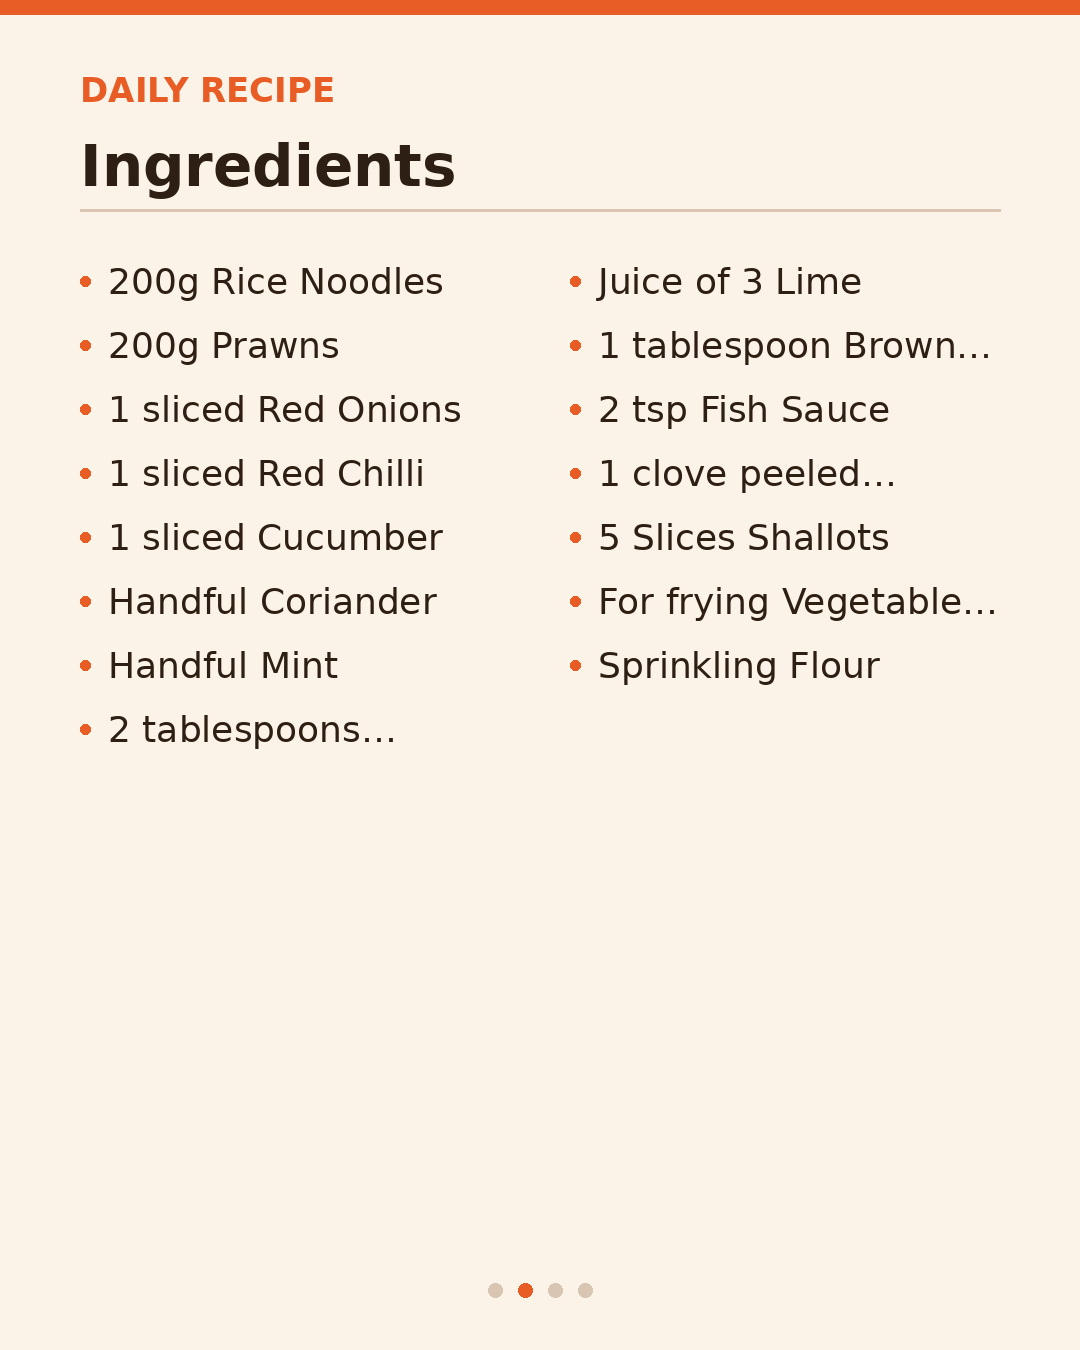 DAILY RECIPE
Ingredients
• 200g Rice Noodles
• 200g Prawns
• 1 sliced Red Onions
• 1 sliced Red Chilli
• 1 sliced Cucumber
• Handful Coriander
• Handful Mint
• 2 tablespoons...
• Juice of 3 Lime
• 1 tablespoon Brown...
• 2 tsp Fish Sauce
• 1 clove peeled...
• 5 Slices Shallots
• For frying Vegetable...
• Sprinkling Flour